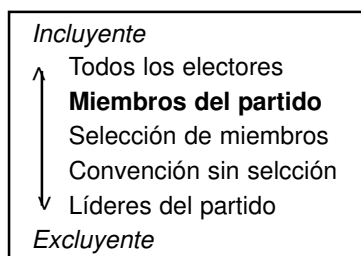 Incluyente
Todos los electores
Miembros del partido
Selección de miembros
Convención sin selcción
Líderes del partido
Excluyente